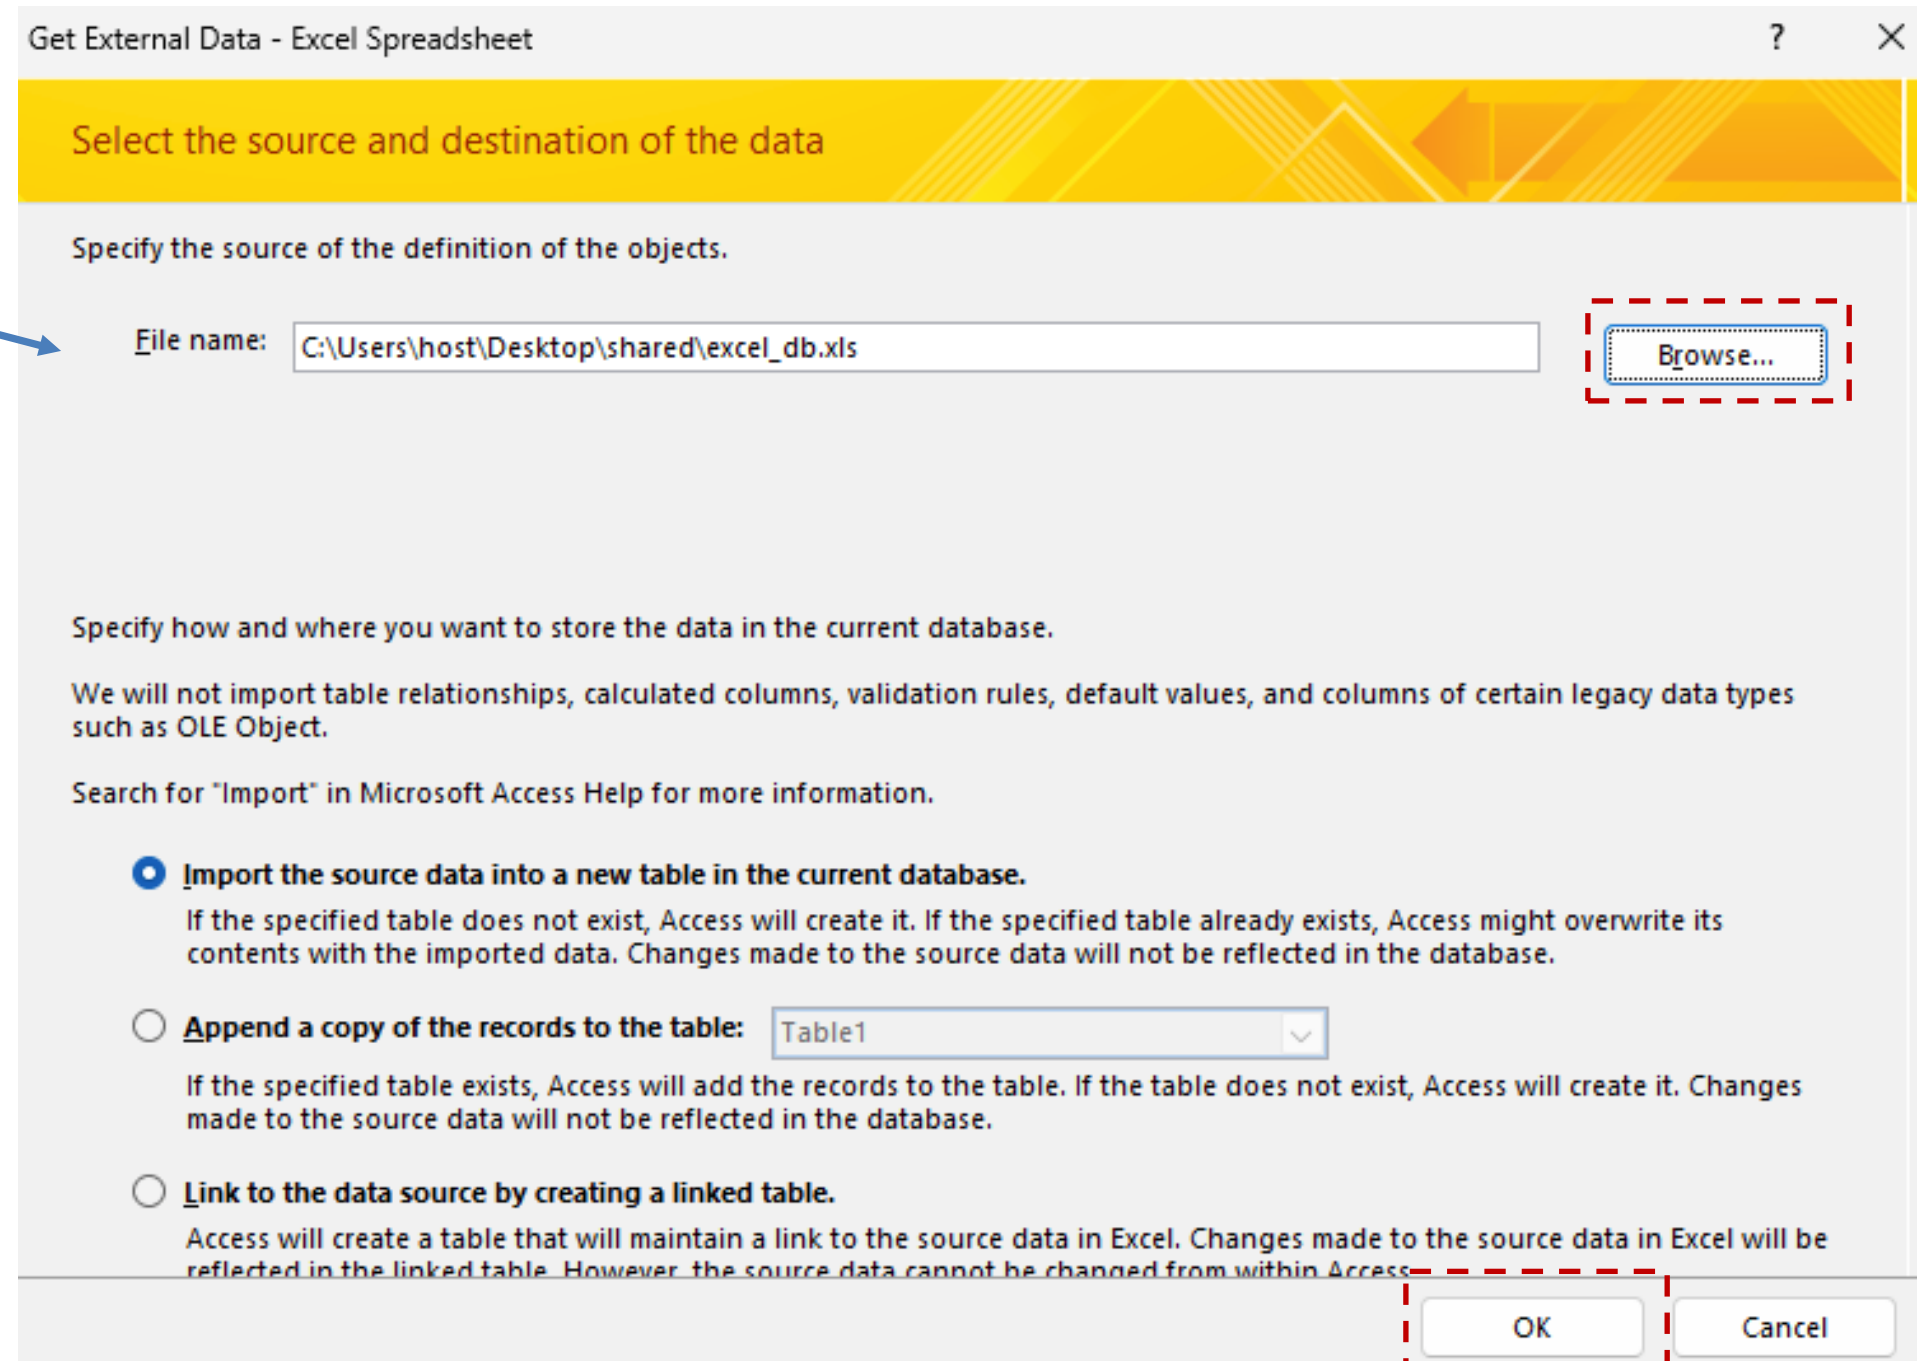 Get External Data - Excel Spreadsheet
?
Select the source and destination of the data
Specify the source of the definition of the objects.
File name: C:\Users\host\Desktop\shared\excel_db.xls Browse...
Specify how and where you want to store the data in the current database.
We will not import table relationships, calculated columns, validation rules, default values, and columns of certain legacy data types
such as OLE Object.
Search for "Import" in Microsoft Access Help for more information.
Import the source data into a new table in the current database.
If the specified table does not exist, Access will create it. If the specified table already exists, Access might overwrite its
contents with the imported data. Changes made to the source data will not be reflected in the database.
Append a copy of the records to the table: Table1
If the specified table exists, Access will add the records to the table. If the table does not exist, Access will create it. Changes
made to the source data will not be reflected in the database.
Link to the data source by creating a linked table.
Access will create a table that will maintain a link to the source data in Excel. Changes made to the source data in Excel will be
reflected in the linked table. However, the source data cannot be changed from within Access.
OK Cancel